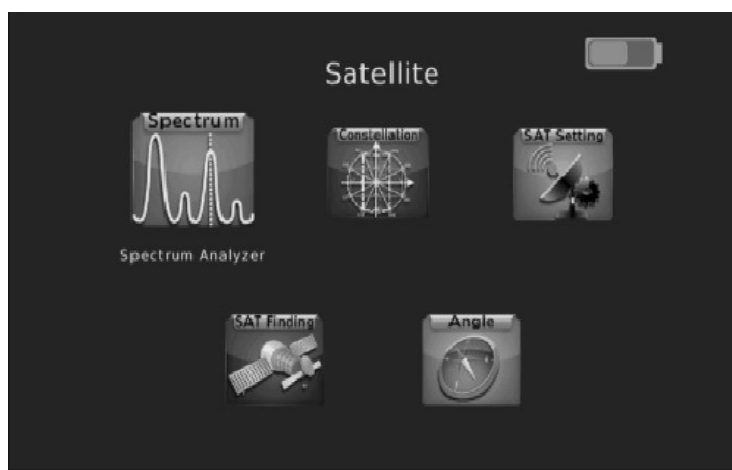 Satellite
Spectrum
Constellation
SAT Setting
Spectrum Analyzer
SAT Finding
Angle